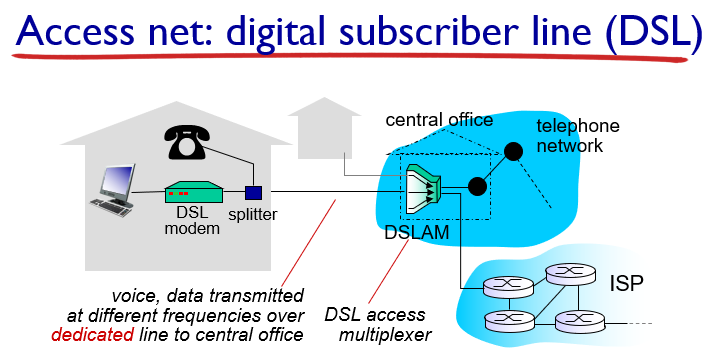 Access net: digital subscriber line (DSL)
central office
telephone
network
DSL
modem
splitter
DSLAM
voice, data transmitted
at different frequencies over
dedicated line to central office
DSL access
multiplexer
ISP